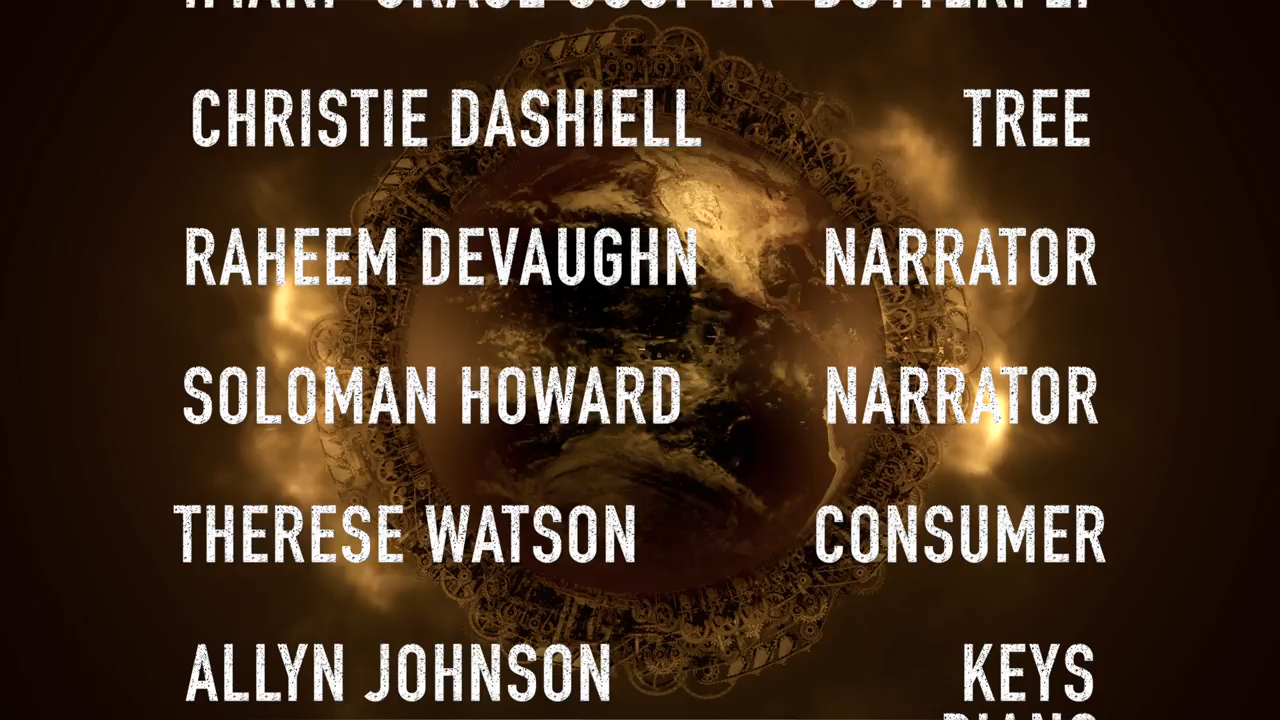 CHRISTIE DASHIELL TREE
RAHEEM DEVAUGHN NARRATOR
SOLOMAN HOWARD NARRATOR
THERESE WATSON CONSUMER
ALLYN JOHNSON KEYS